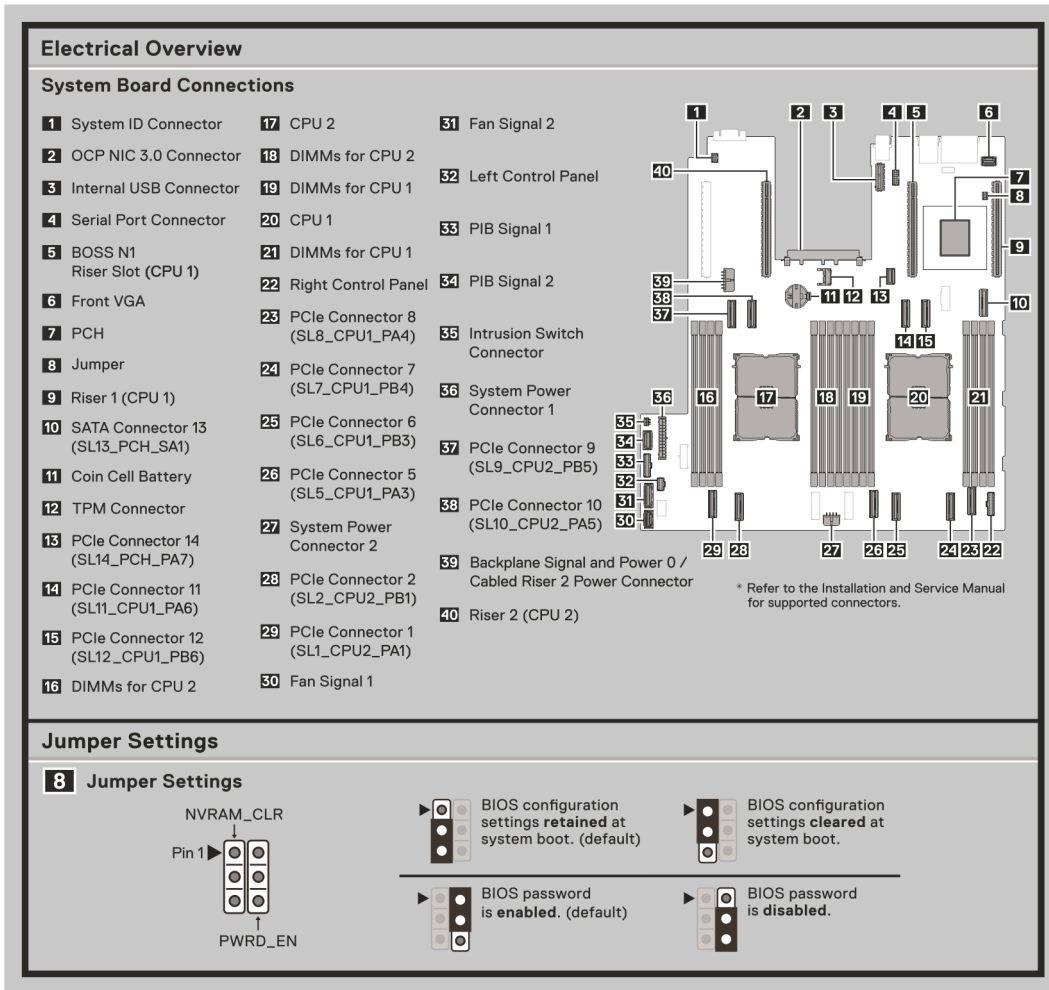 Electrical Overview
System Board Connections
1 System ID Connector
2 OCP NIC 3.0 Connector
3 Internal USB Connector
4 Serial Port Connector
5 BOSS N1
Riser Slot (CPU 1)
6 Front VGA
7 PCH
8 Jumper
9 Riser 1 (CPU 1)
10 SATA Connector 13
(SL13_PCH_SA1)
11 Coin Cell Battery
12 TPM Connector
13 PCIe Connector 14
(SL14_PCH_PA7)
14 PCIe Connector 11
(SL11_CPU1_PA6)
15 PCIe Connector 12
(SL12_CPU1_PB6)
16 DIMMs for CPU 2
17 CPU 2
18 DIMMs for CPU 2
19 DIMMs for CPU 1
20 CPU 1
21 DIMMs for CPU 1
22 Right Control Panel
23 PCIe Connector 8
(SL8_CPU1_PA4)
24 PCIe Connector 7
(SL7_CPU1_PB4)
25 PCIe Connector 6
(SL6_CPU1_PB3)
26 PCIe Connector 5
(SL5_CPU1_PA3)
27 System Power
Connector 2
28 PCIe Connector 2
(SL2_CPU2_PB1)
29 PCIe Connector 1
(SL1_CPU2_PA1)
30 Fan Signal 1
31 Fan Signal 2
32 Left Control Panel
33 PIB Signal 1
34 PIB Signal 2
35 Intrusion Switch
Connector
36 System Power
Connector 1
37 PCIe Connector 9
(SL9_CPU2_PB5)
38 PCIe Connector 10
(SL10_CPU2_PA5)
39 Backplane Signal and Power 0 /
Cabled Riser 2 Power Connector
40 Riser 2 (CPU 2)
1 2 3 4 5 6
40
7
8
9
39
38
37
11 12 13
10
14 15
16 17 18 19 20 21
36
35
34
33
32
31
30
29 28 27 26 25 24 23 22
* Refer to the Installation and Service Manual
for supported connectors.
Jumper Settings
8 Jumper Settings
NVRAM_CLR
Pin 1
PWRD_EN
BIOS configuration
settings retained at
system boot. (default)
BIOS configuration
settings cleared at
system boot.
BIOS password
is enabled. (default)
BIOS password
is disabled.